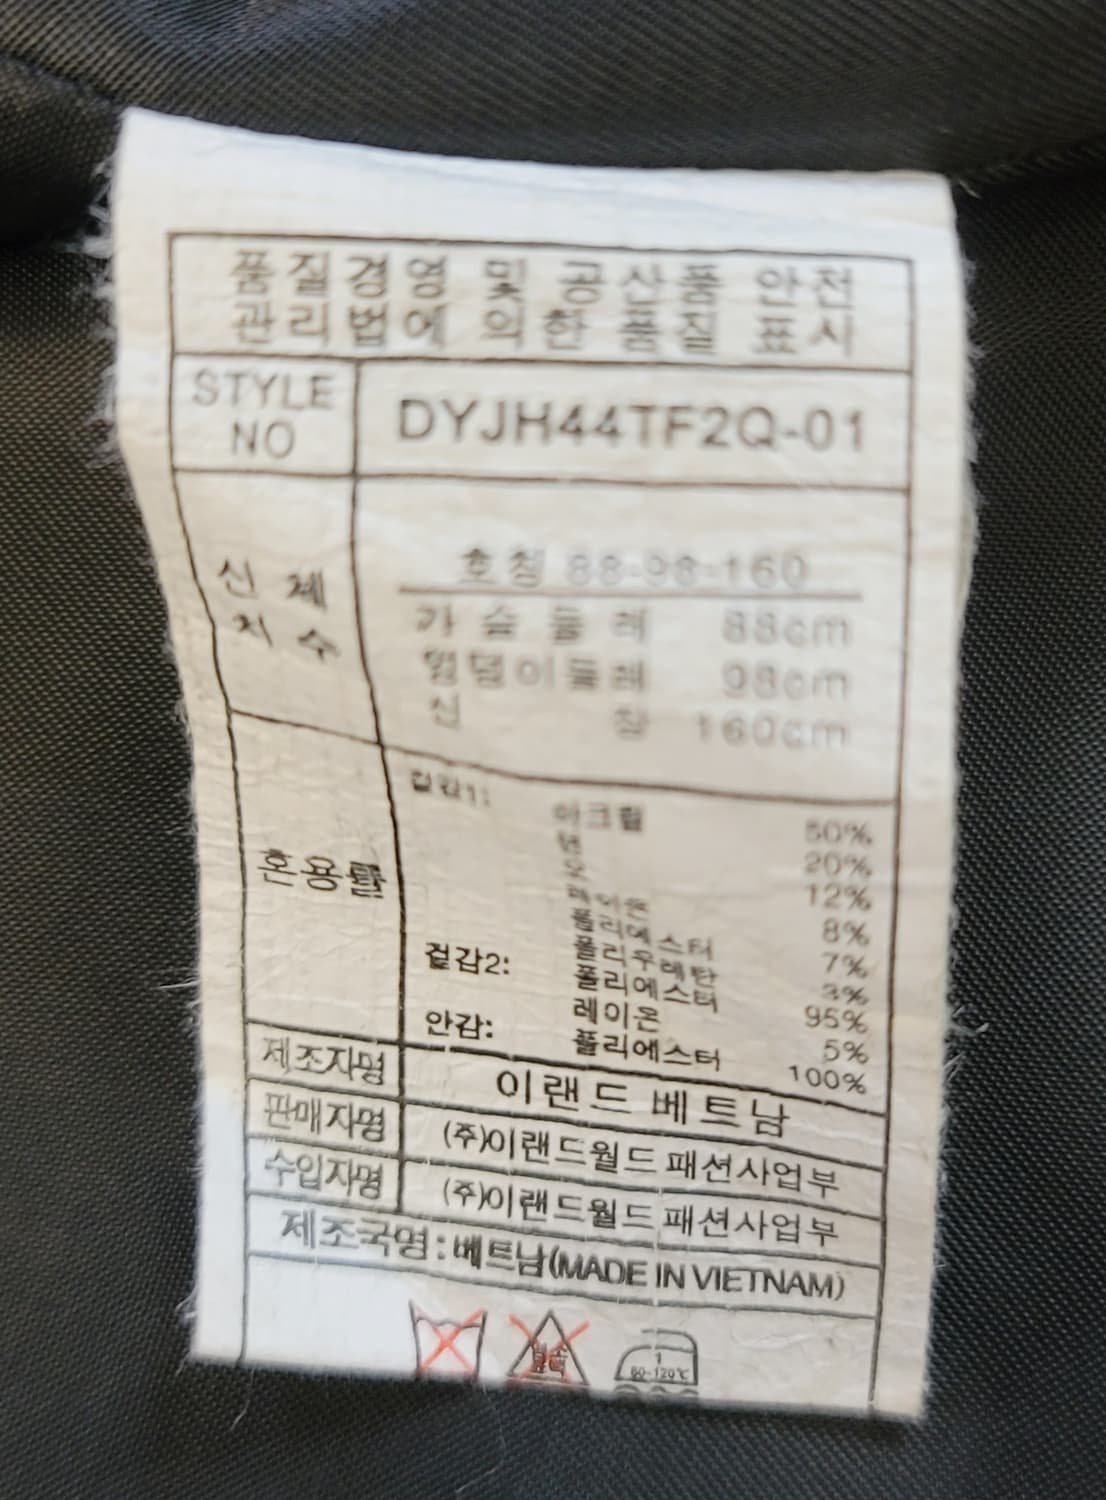 품질경영 및 공산품 안전
관리법에 의한 품질 표시
STYLE NO DYJH44TF2Q-01
신체 치수
호칭 88-98-160
가슴둘레 88cm
엉덩이둘레 98cm
신장 160cm
혼용률
겉감1: 아크릴 50%
20%
12%
레이온 8%
폴리에스터 7%
폴리우레탄 3%
겉감2: 폴리에스터 95%
레이온 5%
안감: 폴리에스터 100%
제조자명 이랜드 베트남
판매자명 (주)이랜드월드 패션사업부
수입자명 (주)이랜드월드 패션사업부
제조국명:베트남(MADE IN VIETNAM)
1
80-120℃